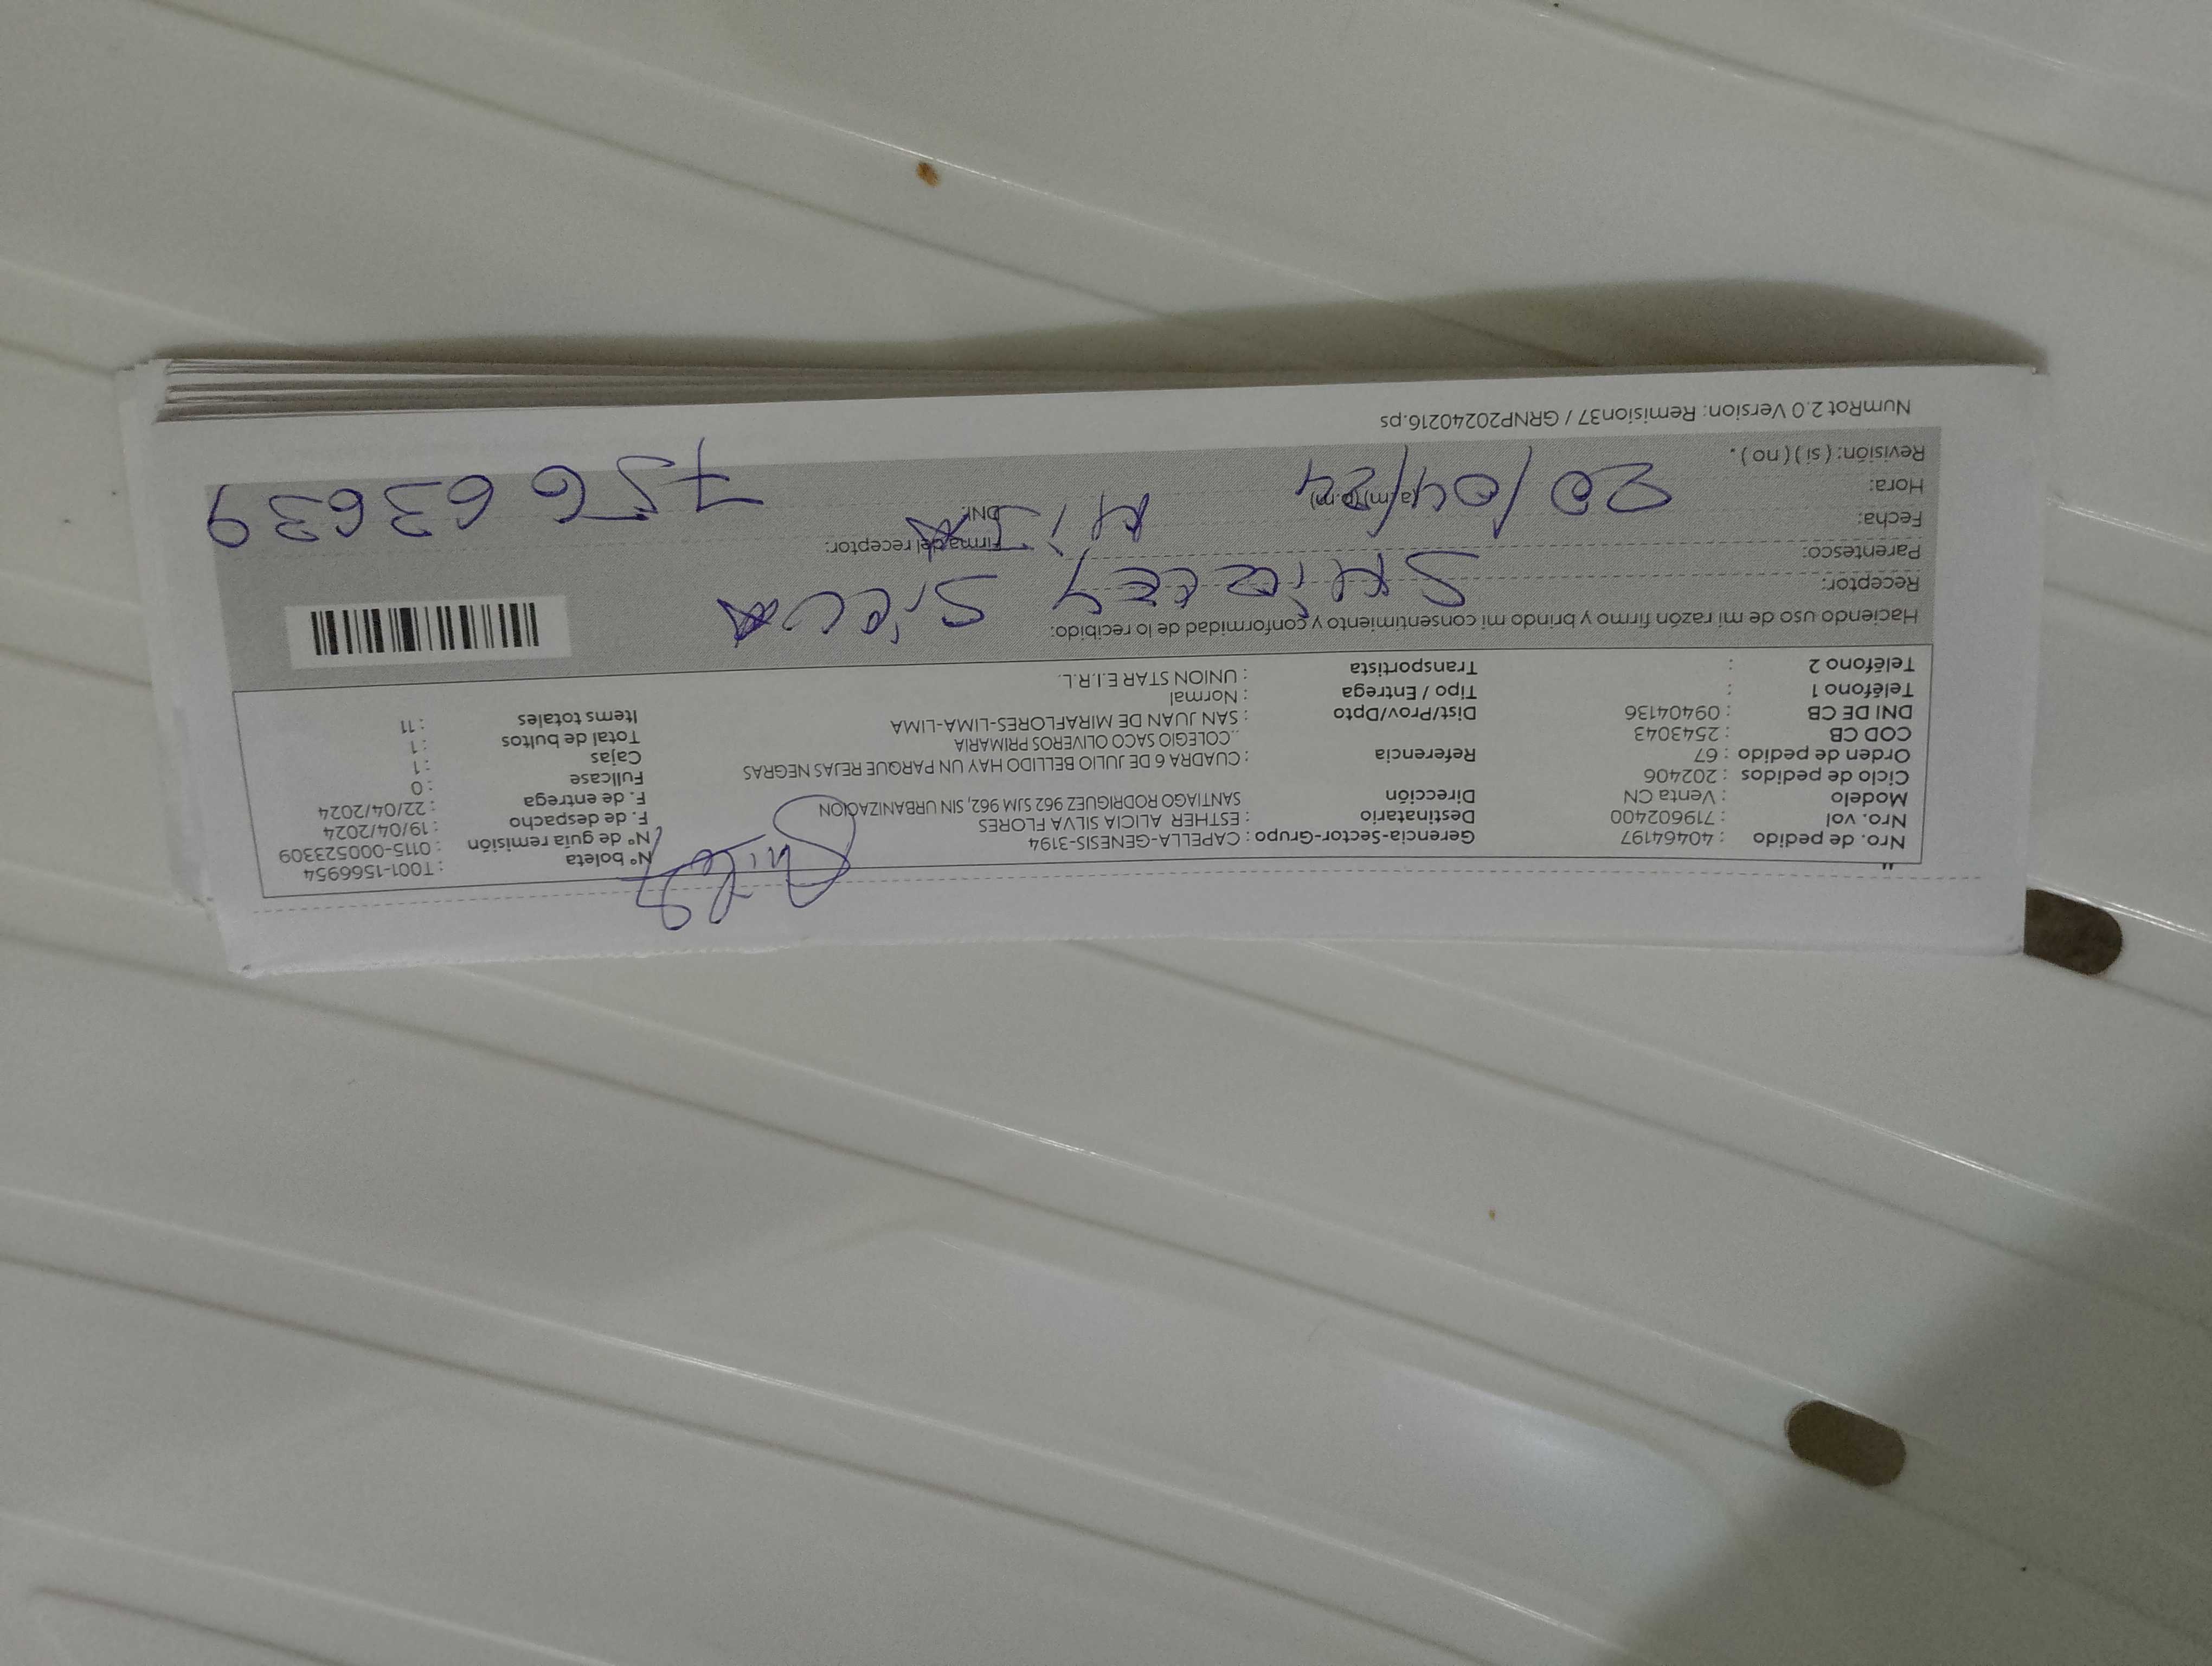 Nro. de pedido : 40464197 Gerencia-Sector-Grupo : CAPELLA-GENESIS-3194 N° boleta : T001-1566954
Nro. vol : 719602400 Destinatario : ESTHER ALICIA SILVA FLORES N° de guía remisión : 0115-000523309
Modelo : Venta CN Dirección SANTIAGO RODRIGUEZ 962 SJM 962, SIN URBANIZACION F. de despacho : 19/04/2024
Ciclo de pedidos : 202406 F. de entrega : 22/04/2024
Orden de pedido : 67 Referencia : CUADRA 6 DE JULIO BELLIDO HAY UN PARQUE REJAS NEGRAS Fullcase : 0
COD CB : 2543043 ..COLEGIO SACO OLIVEROS PRIMARIA Cajas : 1
DNI DE CB : 09404136 Dist/Prov/Dpto : SAN JUAN DE MIRAFLORES-LIMA-LIMA Total de bultos : 1
Teléfono 1 : Tipo / Entrega : Normal Items totales : 11
Teléfono 2 : Transportista : UNION STAR E.I.R.L.
Haciendo uso de mi razón firmo y brindo mi consentimiento y conformidad de lo recibido:
Receptor: SHIRLEY SILVA
Parentesco: HIJA Firma del receptor:
Fecha: 20/04/24 DNI: 75663639
Hora: (a.m) (p.m)
Revisión: ( si ) ( no ) .
NumRot 2.0 Version: Remision37 / GRNP20240216.ps